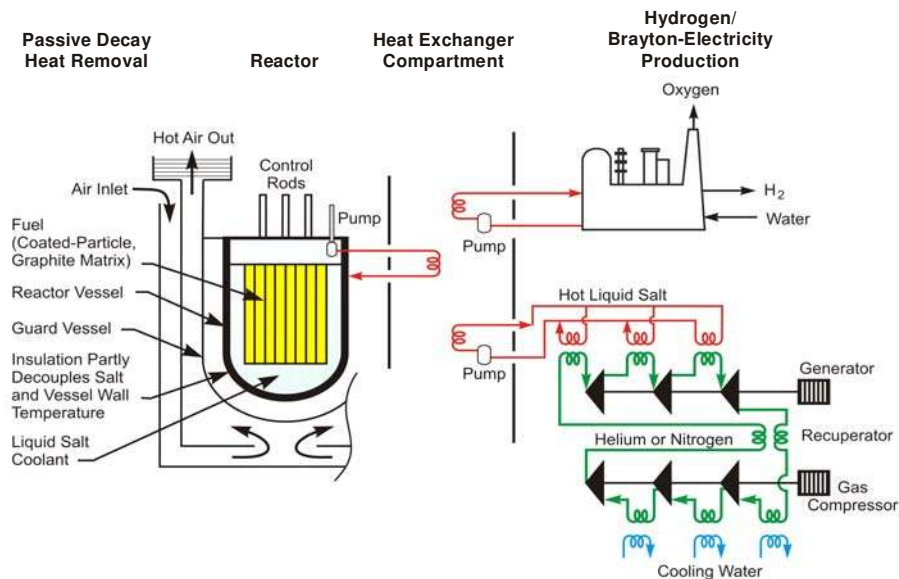 Passive Decay
Heat Removal
Reactor
Heat Exchanger
Compartment
Hydrogen/
Brayton-Electricity
Production
Oxygen
Hot Air Out
Control
Rods
Air Inlet
Pump
H2
Water
Pump
Fuel
(Coated-Particle,
Graphite Matrix)
Reactor Vessel
Guard Vessel
Insulation Partly
Decouples Salt
and Vessel Wall
Temperature
Liquid Salt
Coolant
Hot Liquid Salt
Pump
Generator
Helium or Nitrogen
Recuperator
Gas
Compressor
Cooling Water